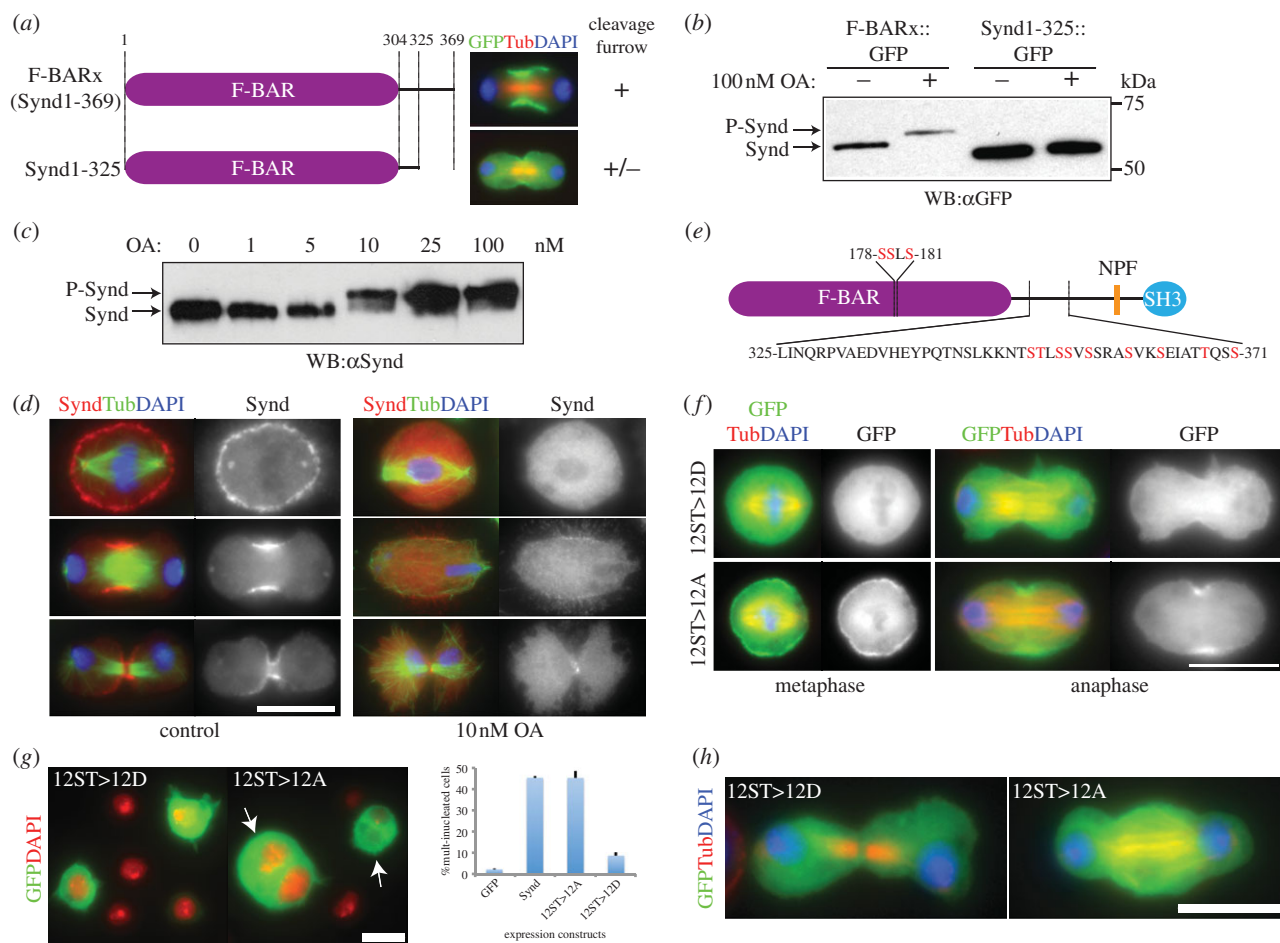 (a)
1
304
325
369
GFPTubDAPI
cleavage
furrow
F-BARx
(Synd1-369)
F-BAR
+
Synd1-325
F-BAR
+/–
(b)
F-BARx::
GFP
Synd1-325::
GFP
100 nM OA:
–
+
–
+
kDa
75
P-Synd
Synd
50
WB:αGFP
(c)
OA:
0
1
5
10
25
100
nM
P-Synd
Synd
WB:αSynd
(e)
178-SSLS-181
NPF
F-BAR
SH3
325-LINQRPVAEDVHEYPQTNSLKKNTSTLSSVSSRASVKSEIATTQSS-371
(d)
SyndTubDAPI
Synd
SyndTubDAPI
Synd
control
10 nM OA
(f)
GFP
TubDAPI
GFP
GFPTubDAPI
GFP
12ST>12D
12ST>12A
metaphase
anaphase
(g)
GFPDAPI
12ST>12D
12ST>12A
%mult-inucleated cells
50
40
30
20
10
0
GFP
Synd
12ST>12A
12ST>12D
expression constructs
(h)
GFPTubDAPI
12ST>12D
12ST>12A